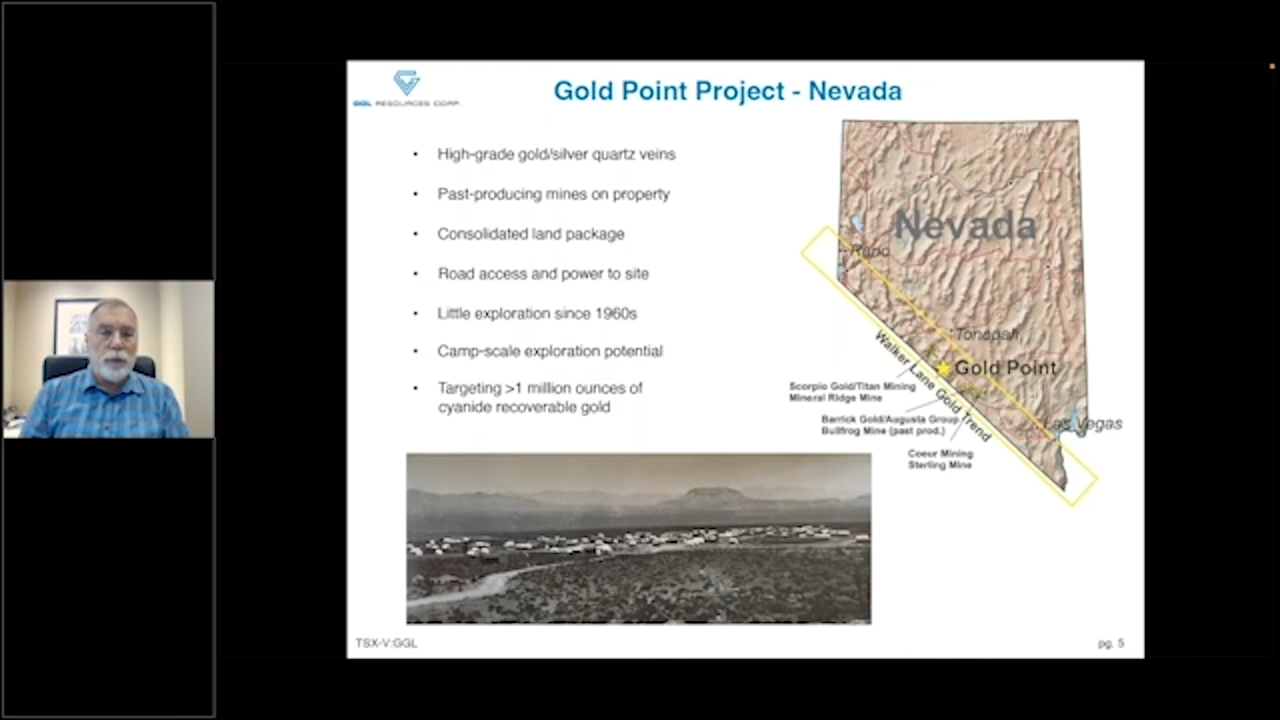 GGL RESOURCES CORP.
Gold Point Project - Nevada
• High-grade gold/silver quartz veins
• Past-producing mines on property
• Consolidated land package
• Road access and power to site
• Little exploration since 1960s
• Camp-scale exploration potential
• Targeting >1 million ounces of
cyanide recoverable gold
Nevada
Reno
Tonopah
Gold Point
Walker Lane Gold Trend
Scorpio Gold/Titan Mining
Mineral Ridge Mine
Barrick Gold/Augusta Group
Bullfrog Mine (past prod.)
Las Vegas
Coeur Mining
Sterling Mine
TSX-V:GGL
pg. 5